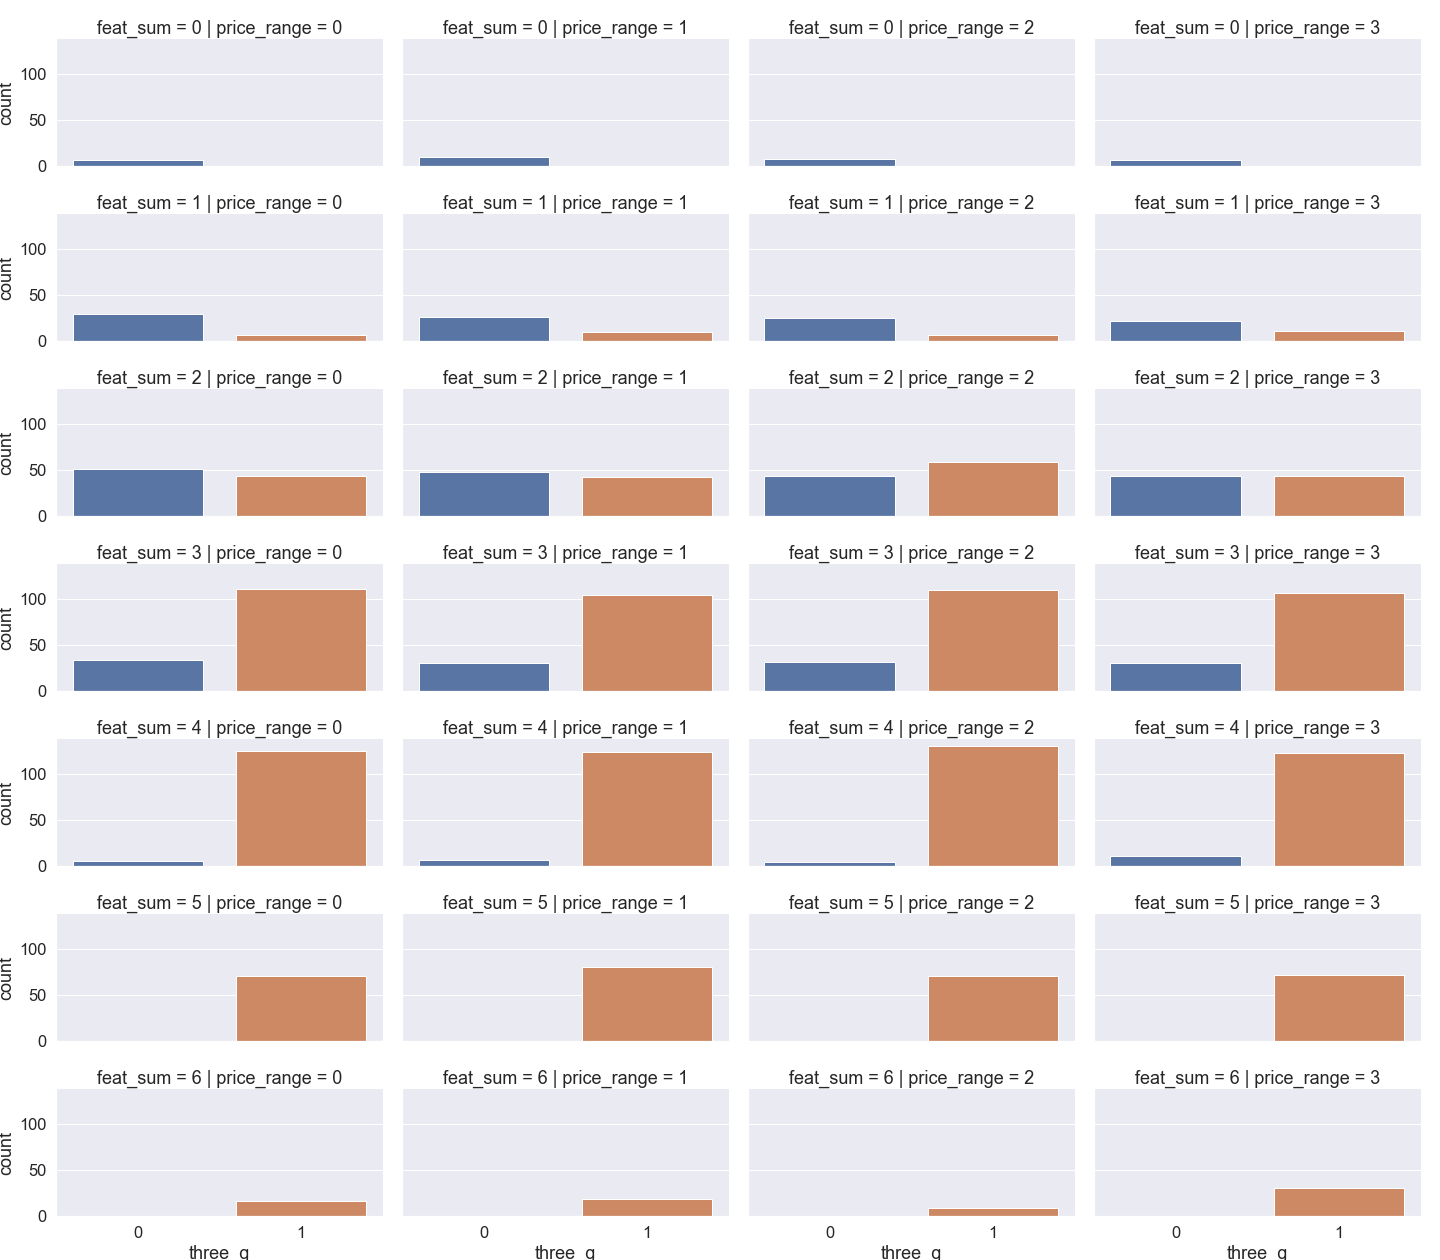 feat_sum = 0 | price_range = 0 feat_sum = 0 | price_range = 1 feat_sum = 0 | price_range = 2 feat_sum = 0 | price_range = 3
100
count
50
0
feat_sum = 1 | price_range = 0 feat_sum = 1 | price_range = 1 feat_sum = 1 | price_range = 2 feat_sum = 1 | price_range = 3
100
count
50
0
feat_sum = 2 | price_range = 0 feat_sum = 2 | price_range = 1 feat_sum = 2 | price_range = 2 feat_sum = 2 | price_range = 3
100
count
50
0
feat_sum = 3 | price_range = 0 feat_sum = 3 | price_range = 1 feat_sum = 3 | price_range = 2 feat_sum = 3 | price_range = 3
100
count
50
0
feat_sum = 4 | price_range = 0 feat_sum = 4 | price_range = 1 feat_sum = 4 | price_range = 2 feat_sum = 4 | price_range = 3
100
count
50
0
feat_sum = 5 | price_range = 0 feat_sum = 5 | price_range = 1 feat_sum = 5 | price_range = 2 feat_sum = 5 | price_range = 3
100
count
50
0
feat_sum = 6 | price_range = 0 feat_sum = 6 | price_range = 1 feat_sum = 6 | price_range = 2 feat_sum = 6 | price_range = 3
100
count
50
0
0 1 0 1 0 1 0 1
three_g three_g three_g three_g